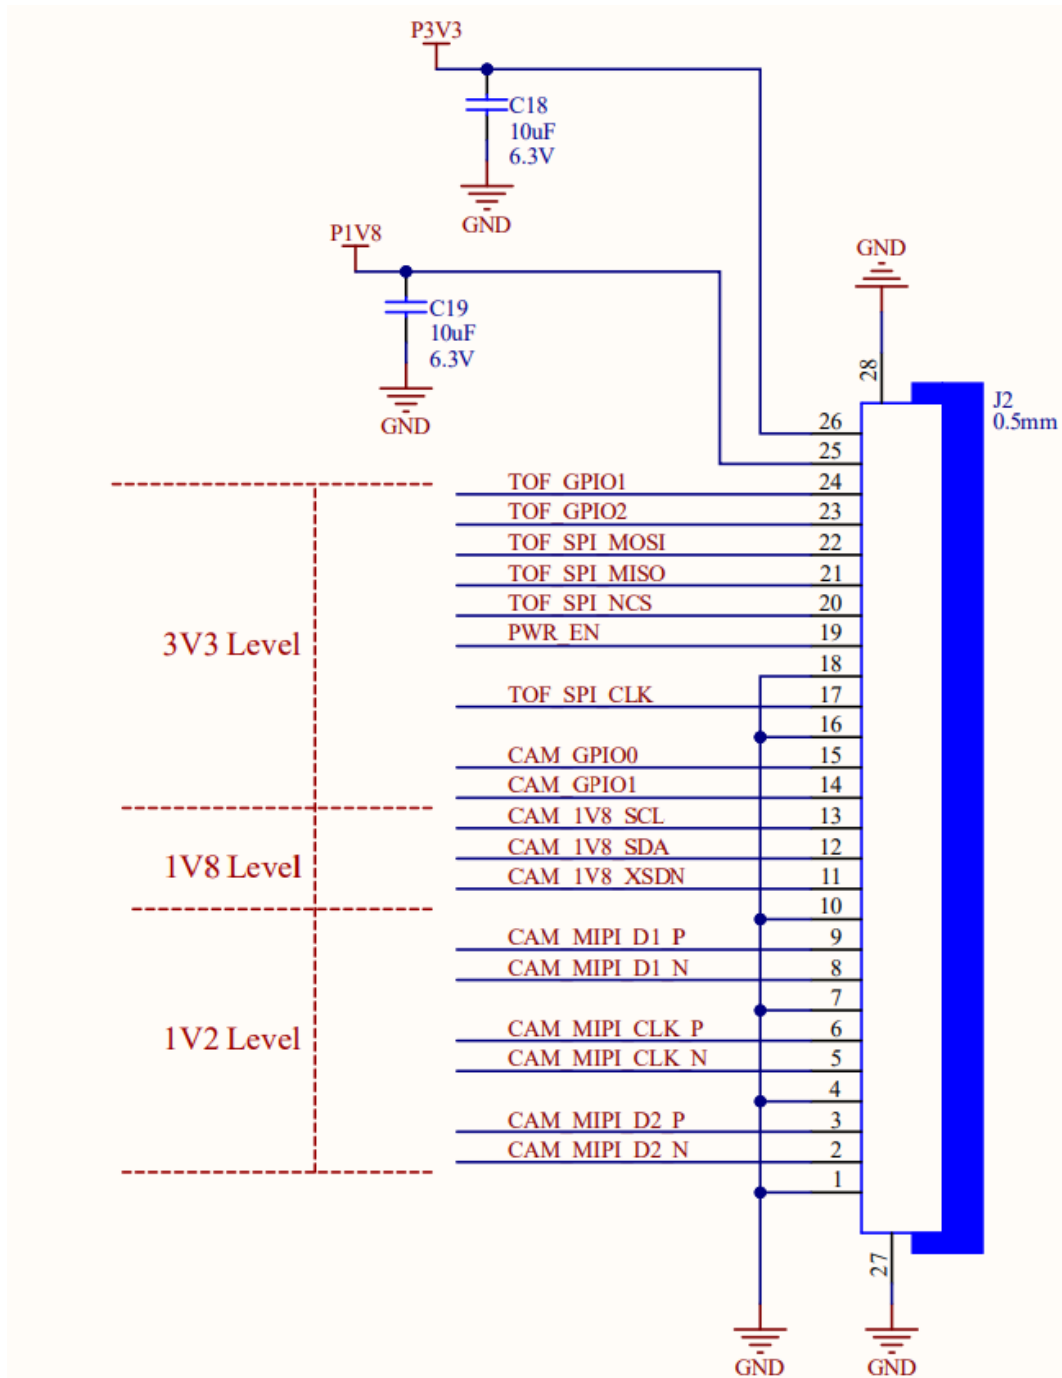 P3V3
C18
10uF
6.3V
GND
P1V8
C19
10uF
6.3V
GND
GND
28
J2
0.5mm
26
25
TOF_GPIO1 24
TOF_GPIO2 23
TOF_SPI_MOSI 22
TOF_SPI_MISO 21
TOF_SPI_NCS 20
PWR_EN 19
3V3 Level
18
TOF_SPI_CLK 17
16
CAM_GPIO0 15
CAM_GPIO1 14
CAM_1V8_SCL 13
CAM_1V8_SDA 12
1V8 Level
CAM_1V8_XSDN 11
10
CAM_MIPI_D1_P 9
CAM_MIPI_D1_N 8
7
CAM_MIPI_CLK_P 6
1V2 Level
CAM_MIPI_CLK_N 5
4
CAM_MIPI_D2_P 3
CAM_MIPI_D2_N 2
1
27
GND
GND